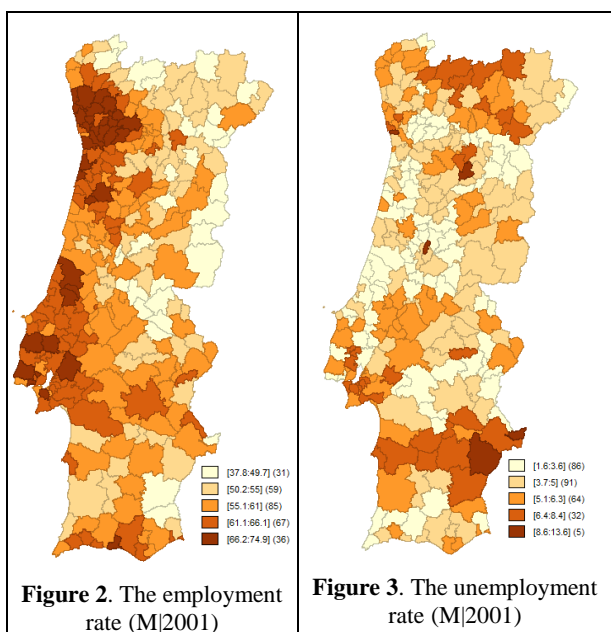 [37.8:49.7] (31)
[50.2:55] (59)
[55.1:61] (85)
[61.1:66.1] (67)
[66.2:74.9] (36)
Figure 2. The employment
rate (M|2001)
[1.6:3.6] (86)
[3.7:5] (91)
[5.1:6.3] (64)
[6.4:8.4] (32)
[8.6:13.6] (5)
Figure 3. The unemployment
rate (M|2001)